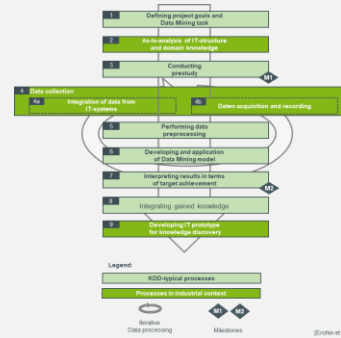 1 Defining project goals and
Data Mining task
2 As-is-analysis of IT-structure
and domain knowledge
3 Conducting
prestudy
M1
4 Data collection
4a Integration of data from
IT-systems
4b Daten acquisition and recording
5 Performing data
preprocessing
6 Developing and application
of Data Mining model
7 Interpreting results in terms
of target achievement
M2
8 Integrating gained knowledge
9 Developing IT prototype
for knowledge discovery
Legend:
KDD-typical processes
Processes in industrial context
Iterative
Data processing
M1 M2
Milestones